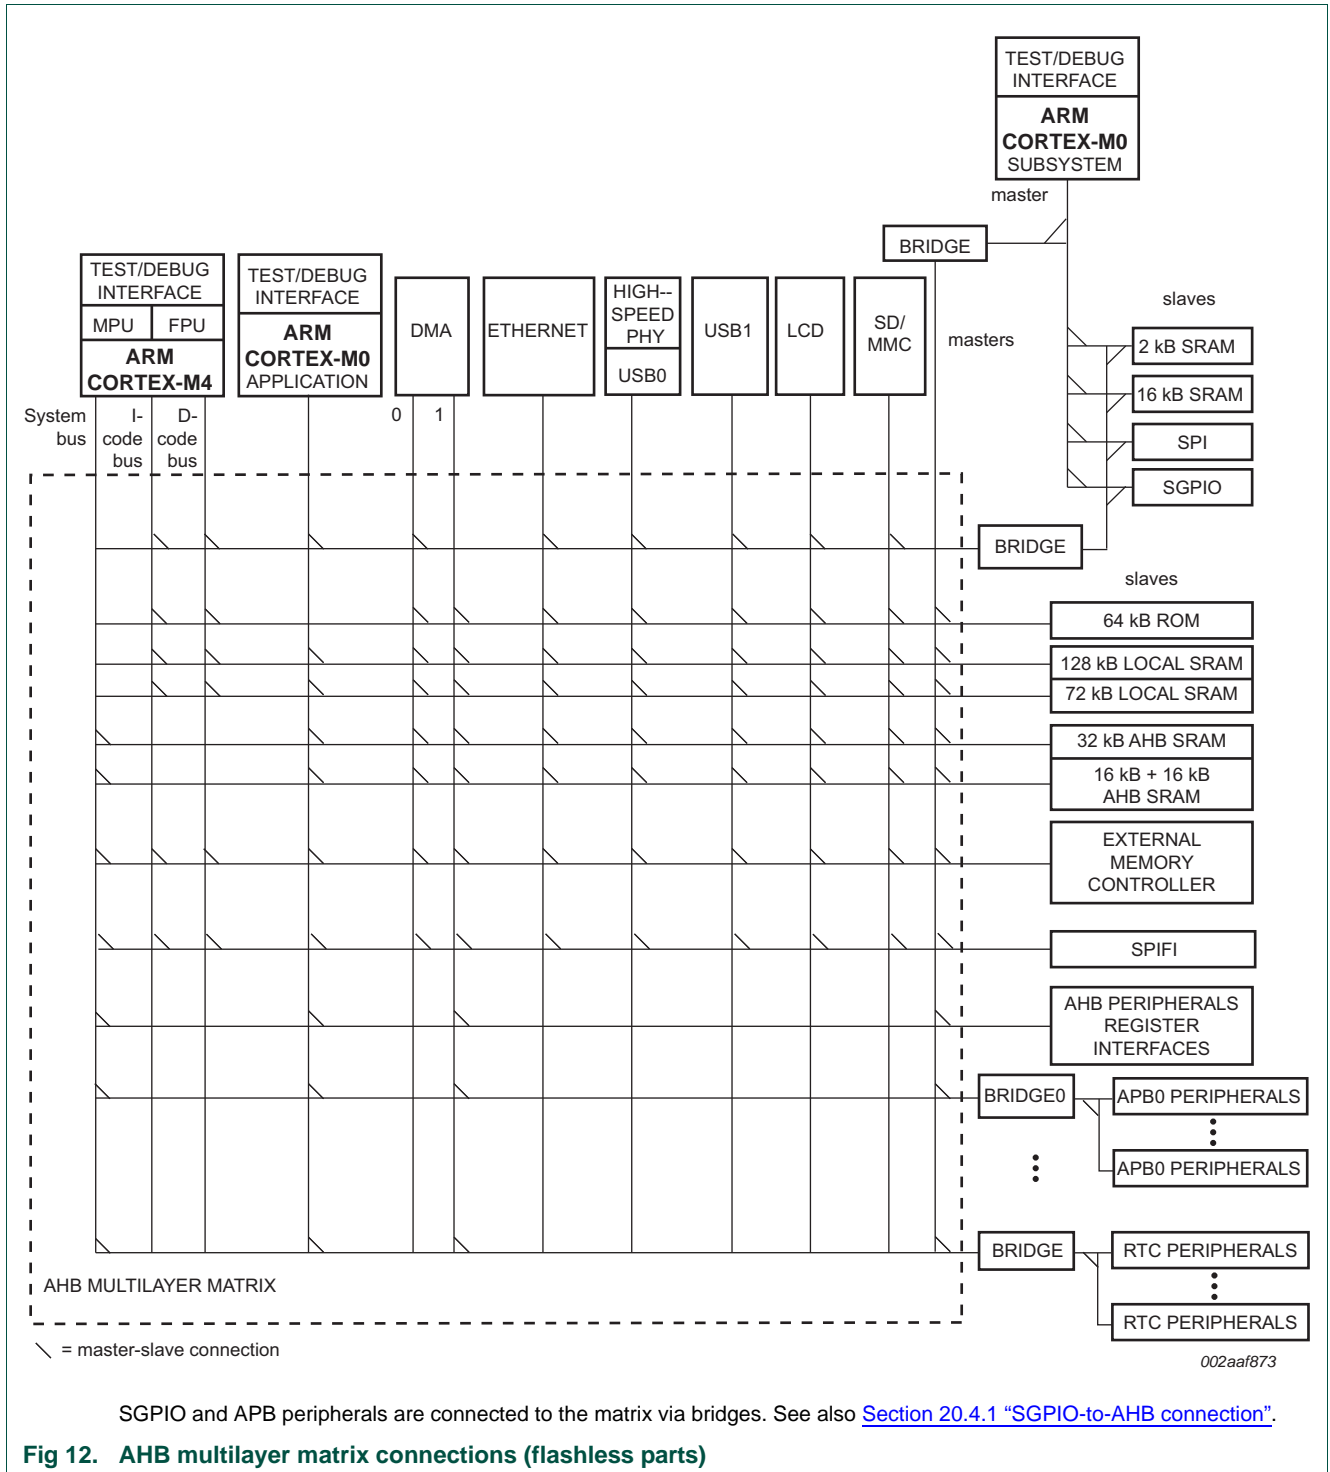 TEST/DEBUG
INTERFACE
ARM
CORTEX-M0
SUBSYSTEM
master
BRIDGE
TEST/DEBUG
INTERFACE
MPU
FPU
ARM
CORTEX-M4
TEST/DEBUG
INTERFACE
ARM
CORTEX-M0
APPLICATION
DMA
ETHERNET
HIGH--
SPEED
PHY
USB0
USB1
LCD
SD/
MMC
masters
slaves
2 kB SRAM
16 kB SRAM
SPI
SGPIO
System
bus
I-
code
bus
D-
code
bus
0
1
BRIDGE
slaves
64 kB ROM
128 kB LOCAL SRAM
72 kB LOCAL SRAM
32 kB AHB SRAM
16 kB + 16 kB
AHB SRAM
EXTERNAL
MEMORY
CONTROLLER
SPIFI
AHB PERIPHERALS
REGISTER
INTERFACES
BRIDGE0
APB0 PERIPHERALS
APB0 PERIPHERALS
BRIDGE
RTC PERIPHERALS
RTC PERIPHERALS
AHB MULTILAYER MATRIX
= master-slave connection
002aaf873
SGPIO and APB peripherals are connected to the matrix via bridges. See also Section 20.4.1 “SGPIO-to-AHB connection”.
Fig 12. AHB multilayer matrix connections (flashless parts)